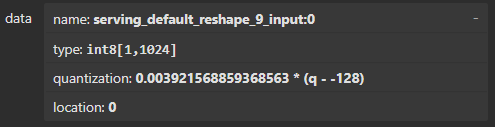 data
name: serving_default_reshape_9_input:0 -
type: int8[1,1024]
quantization: 0.003921568859368563 * (q - -128)
location: 0